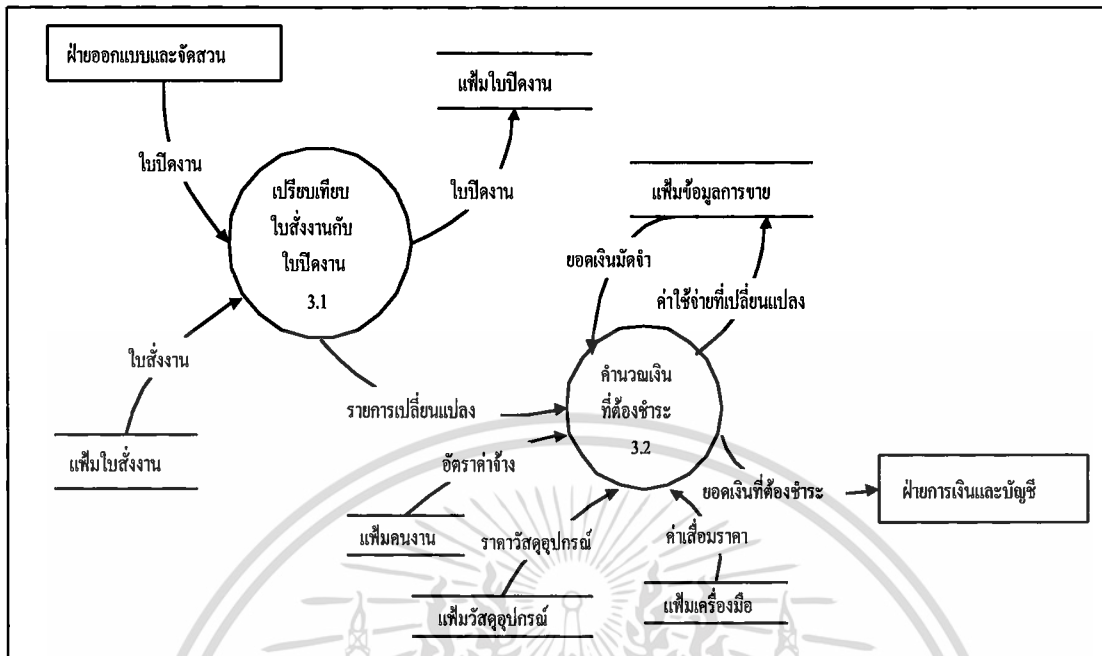 ฝ่ายออกแบบและจัดสวน
แฟ้มใบปิดงาน
ใบปิดงาน
ใบปิดงาน
เปรียบเทียบ
ใบสั่งงานกับ
ใบปิดงาน
3.1
แฟ้มข้อมูลการขาย
ยอดเงินมัดจำ
ค่าใช้จ่ายที่เปลี่ยนแปลง
ใบสั่งงาน
แฟ้มใบสั่งงาน
รายการเปลี่ยนแปลง
คำนวณเงิน
ที่ต้องชำระ
3.2
อัตราค่าจ้าง
ยอดเงินที่ต้องชำระ
ฝ่ายการเงินและบัญชี
แฟ้มคนงาน
ราคาวัสดุอุปกรณ์
ค่าเสื่อมราคา
แฟ้มวัสดุอุปกรณ์
แฟ้มเครื่องมือ